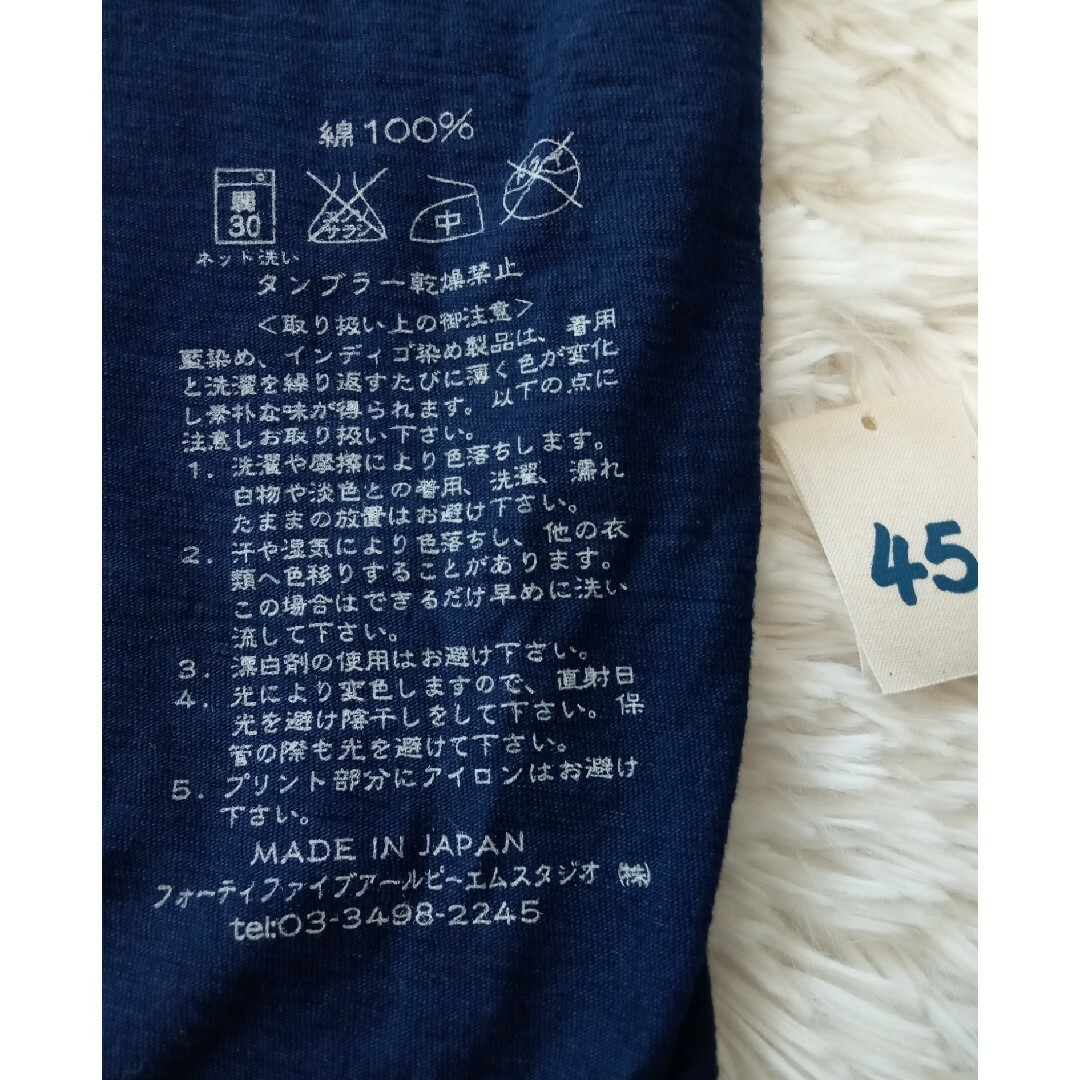 綿100%
30
中
ネット洗い
タンブラー乾燥禁止
<取り扱い上の御注意>
藍染め、インディゴ染め製品は、着用
と洗濯を繰り返すたびに薄く色が変化
し素朴な味が得られます。以下の点に
注意しお取り扱い下さい。
1. 洗濯や摩擦により色落ちします。
白物や淡色との着用、洗濯、濡れ
たままの放置はお避け下さい。
2. 汗や湿気により色落ちし、他の衣
類へ色移りすることがあります。
この場合はできるだけ早めに洗い
流して下さい。
3. 漂白剤の使用はお避け下さい。
4. 光により変色しますので、直射日
光を避け陰干しをして下さい。保
管の際も光を避けて下さい。
5. プリント部分にアイロンはお避け
下さい。
MADE IN JAPAN
フォーティファイブアールピーエムスタジオ ㈱
tel:03-3498-2245
45